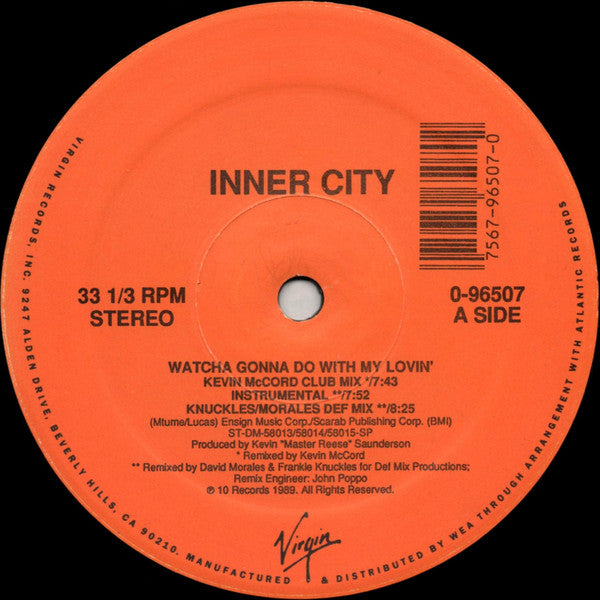 INNER CITY
7567-96507-0
33 1/3 RPM
STEREO
0-96507
A SIDE
WATCHA GONNA DO WITH MY LOVIN'
KEVIN McCORD CLUB MIX */7:43
INSTRUMENTAL **/7:52
KNUCKLES/MORALES DEF MIX **/8:25
(Mtume/Lucas) Ensign Music Corp./Scarab Publishing Corp. (BMI)
ST-DM-58013/58014/58015-SP
Produced by Kevin "Master Reese" Saunderson
* Remixed by Kevin McCord
** Remixed by David Morales & Frankie Knuckles for Def Mix Productions;
Remix Engineer: John Poppo
℗ 10 Records 1989. All Rights Reserved.
Virgin
VIRGIN RECORDS, INC. 9247 ALDEN DRIVE, BEVERLY HILLS, CA 90210. MANUFACTURED & DISTRIBUTED BY WEA THROUGH ARRANGEMENT WITH ATLANTIC RECORDS